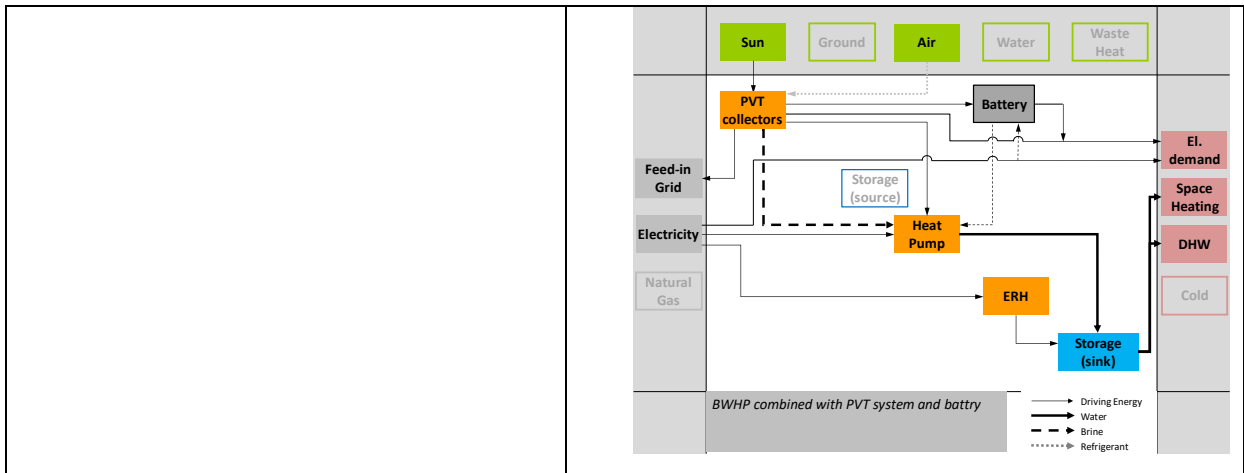 Sun
Ground
Air
Water
Waste
Heat
PVT
collectors
Battery
El.
demand
Feed-in
Grid
Storage
(source)
Space
Heating
Electricity
Heat
Pump
DHW
Natural
Gas
ERH
Cold
Storage
(sink)
BWHP combined with PVT system and battry
Driving Energy
Water
Brine
Refrigerant